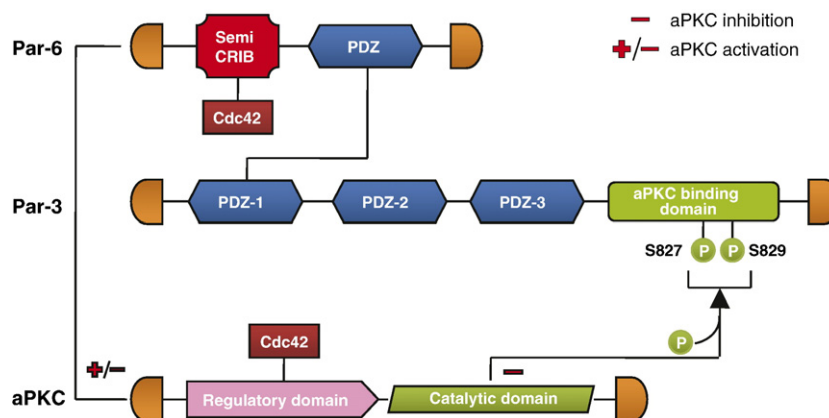 − aPKC inhibition
+/− aPKC activation
Par-6
Semi
CRIB
PDZ
Cdc42
Par-3
PDZ-1
PDZ-2
PDZ-3
aPKC binding
domain
S827
P
P
S829
P
Cdc42
+/−
−
aPKC
Regulatory domain
Catalytic domain